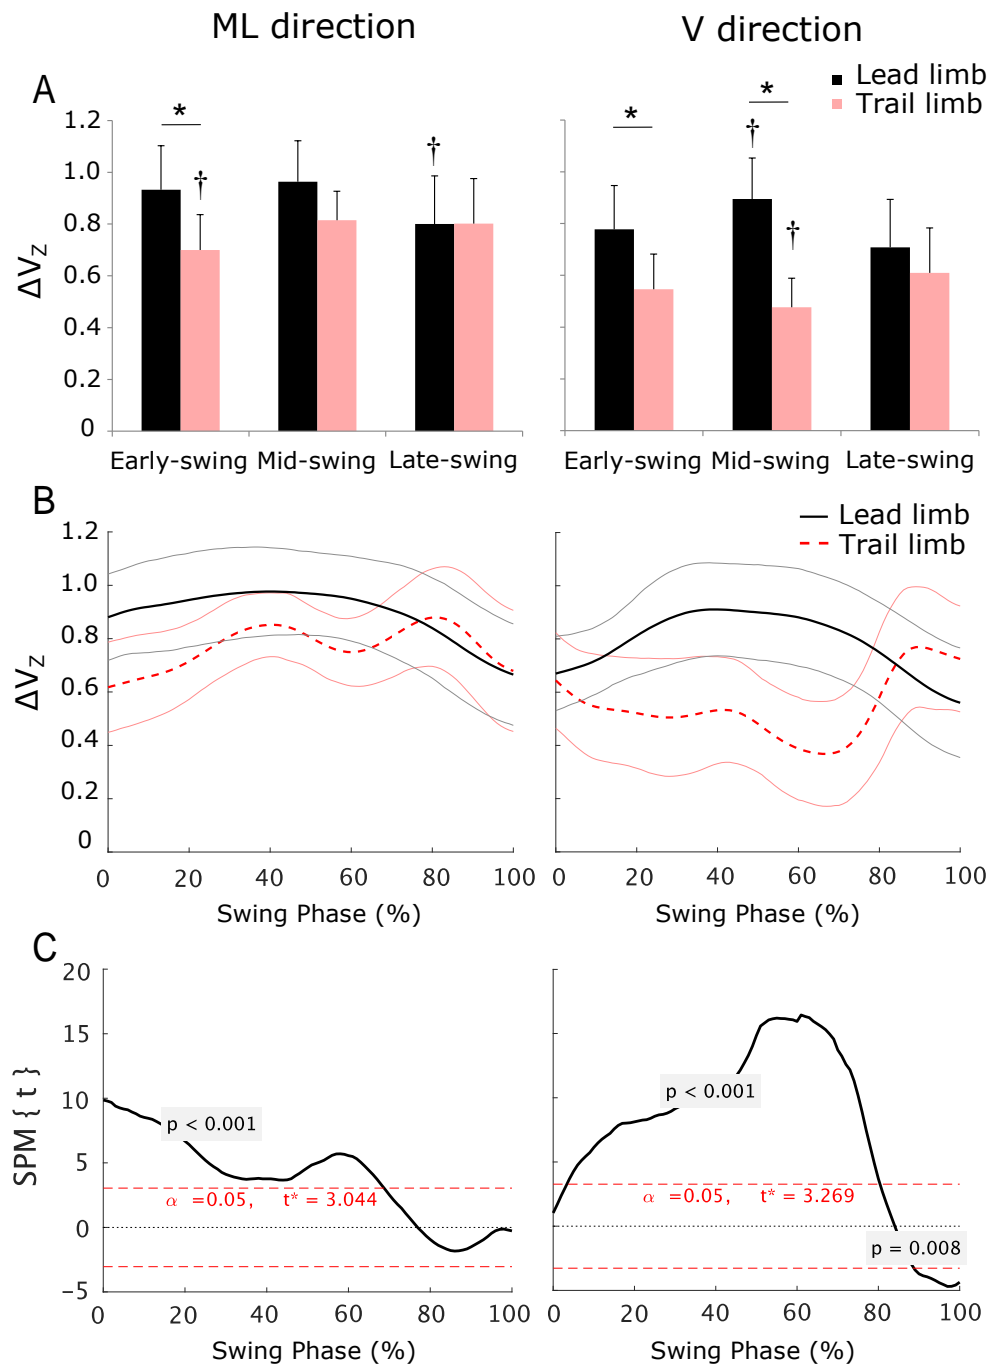 ML direction
V direction
A
Lead limb
Trail limb
* † † * † * †
ΔV_Z
1.2
1.0
0.8
0.6
0.4
0.2
0
Early-swing Mid-swing Late-swing
Early-swing Mid-swing Late-swing
B
Lead limb
Trail limb
ΔV_Z
1.2
1.0
0.8
0.6
0.4
0.2
0
0 20 40 60 80 100
Swing Phase (%)
0 20 40 60 80 100
Swing Phase (%)
C
SPM { t }
20
15
10
5
0
−5
p < 0.001
α =0.05, t* = 3.044
0 20 40 60 80 100
Swing Phase (%)
p < 0.001
α =0.05, t* = 3.269
p = 0.008
0 20 40 60 80 100
Swing Phase (%)